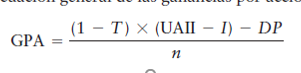 GPA = (1 − T) × (UAII − I) − DP
n